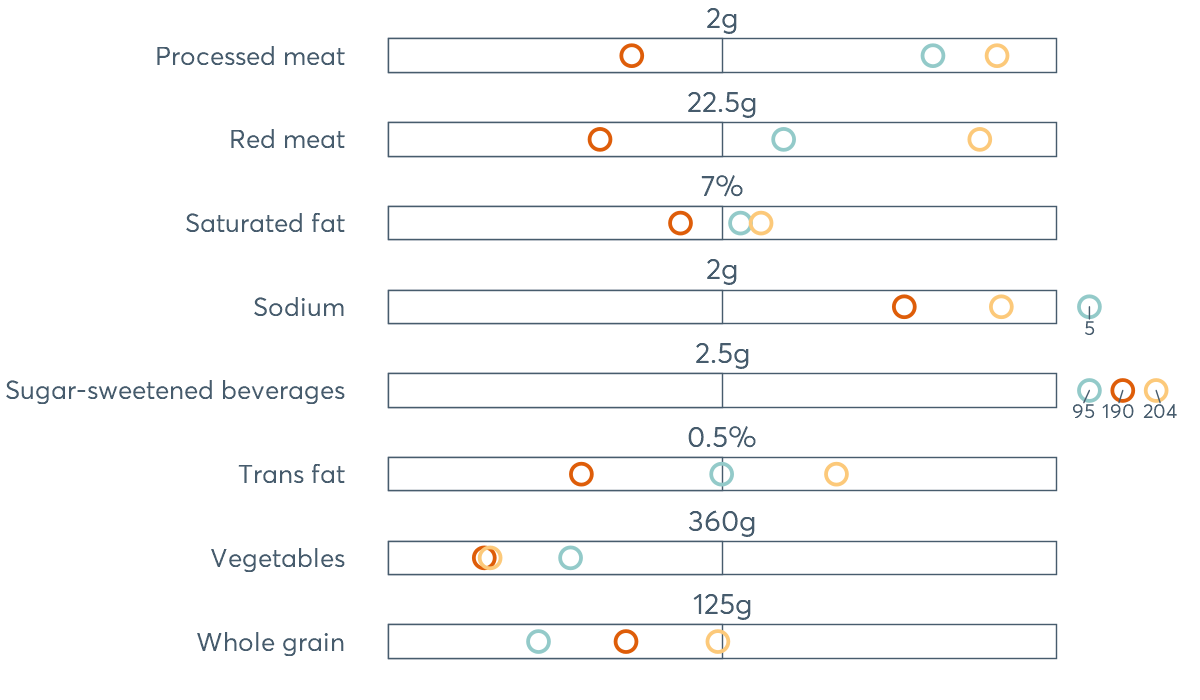 2g
Processed meat
22.5g
Red meat
7%
Saturated fat
2g
Sodium
5
2.5g
Sugar-sweetened beverages
95 190 204
0.5%
Trans fat
360g
Vegetables
125g
Whole grain